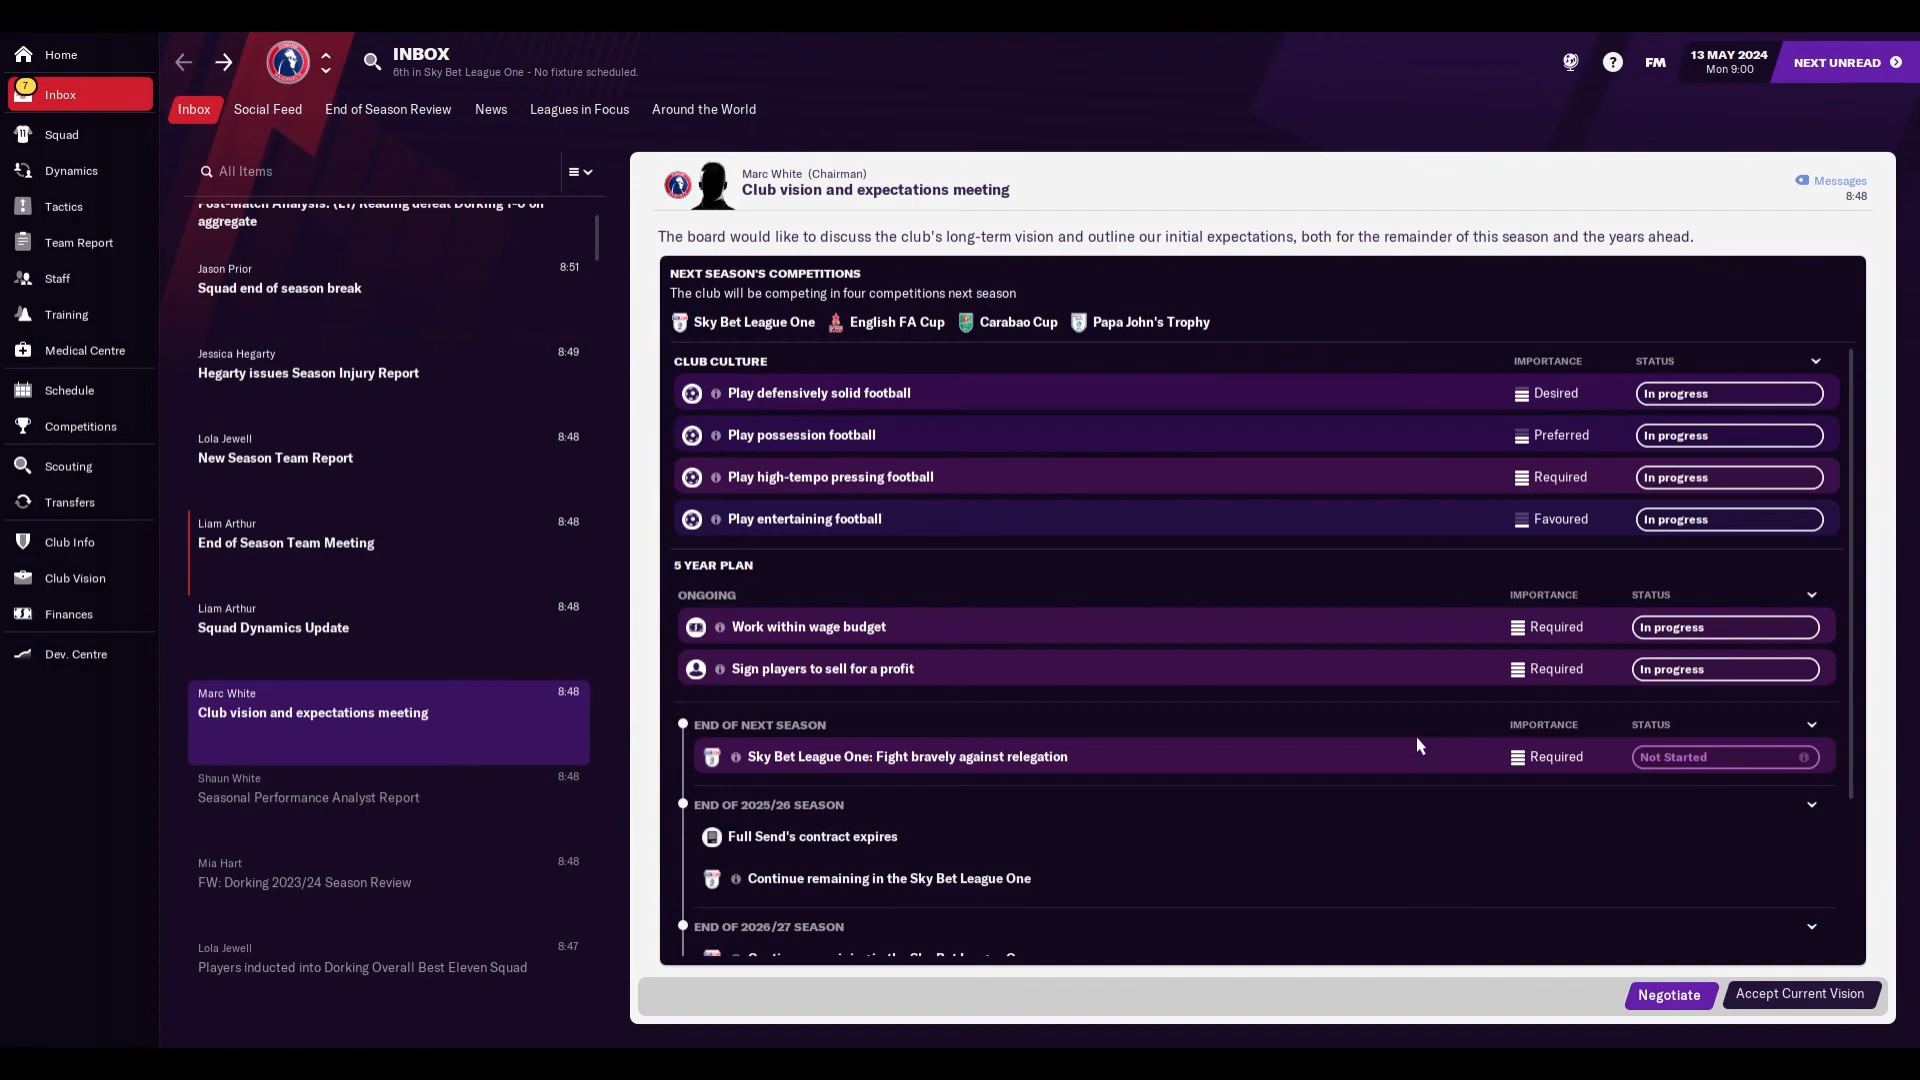 Home
7
Inbox
Squad
Dynamics
Tactics
Team Report
Staff
Training
Medical Centre
Schedule
Competitions
Scouting
Transfers
Club Info
Club Vision
Finances
Dev. Centre
INBOX
6th in Sky Bet League One - No fixture scheduled.
?
FM
13 MAY 2024
Mon 9:00
NEXT UNREAD
Inbox Social Feed End of Season Review News Leagues in Focus Around the World
All Items
Post-Match Analysis: (L1) Reading defeat Dorking 1-0 on
aggregate
Jason Prior 8:51
Squad end of season break
Jessica Hegarty 8:49
Hegarty issues Season Injury Report
Lola Jewell 8:48
New Season Team Report
Liam Arthur 8:48
End of Season Team Meeting
Liam Arthur 8:48
Squad Dynamics Update
Marc White 8:48
Club vision and expectations meeting
Shaun White 8:48
Seasonal Performance Analyst Report
Mia Hart 8:48
FW: Dorking 2023/24 Season Review
Lola Jewell 8:47
Players inducted into Dorking Overall Best Eleven Squad
Marc White (Chairman)
Club vision and expectations meeting
Messages
8:48
The board would like to discuss the club's long-term vision and outline our initial expectations, both for the remainder of this season and the years ahead.
NEXT SEASON'S COMPETITIONS
The club will be competing in four competitions next season
Sky Bet League One English FA Cup Carabao Cup Papa John's Trophy
CLUB CULTURE IMPORTANCE STATUS
Play defensively solid football Desired In progress
Play possession football Preferred In progress
Play high-tempo pressing football Required In progress
Play entertaining football Favoured In progress
5 YEAR PLAN
ONGOING IMPORTANCE STATUS
Work within wage budget Required In progress
Sign players to sell for a profit Required In progress
END OF NEXT SEASON IMPORTANCE STATUS
Sky Bet League One: Fight bravely against relegation Required Not Started
END OF 2025/26 SEASON
Full Send's contract expires
Continue remaining in the Sky Bet League One
END OF 2026/27 SEASON
Negotiate
Accept Current Vision